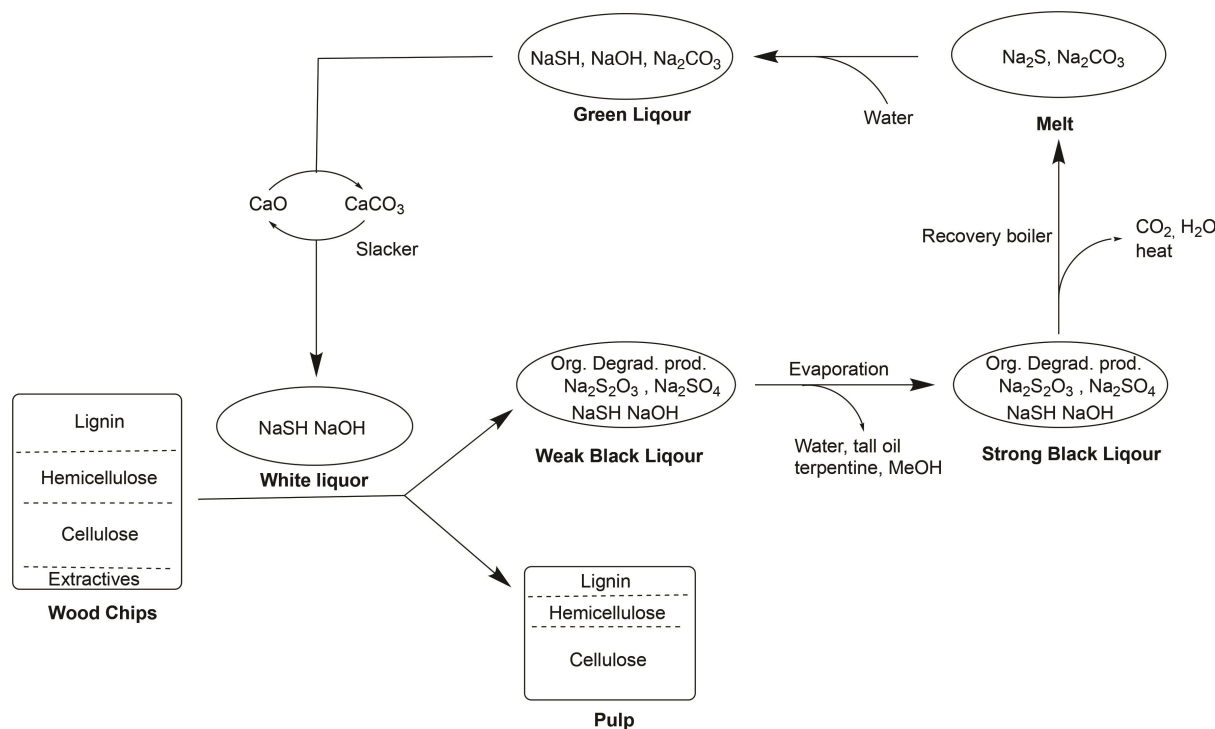 NaSH, NaOH, Na₂CO₃
Green Liqour
Water
Na₂S, Na₂CO₃
Melt
CaO
CaCO₃
Slacker
Recovery boiler
CO₂, H₂O
heat
NaSH NaOH
White liquor
Org. Degrad. prod.
Na₂S₂O₃ , Na₂SO₄
NaSH NaOH
Weak Black Liqour
Evaporation
Water, tall oil
terpentine, MeOH
Org. Degrad. prod.
Na₂S₂O₃ , Na₂SO₄
NaSH NaOH
Strong Black Liqour
Lignin
Hemicellulose
Cellulose
Extractives
Wood Chips
Lignin
Hemicellulose
Cellulose
Pulp